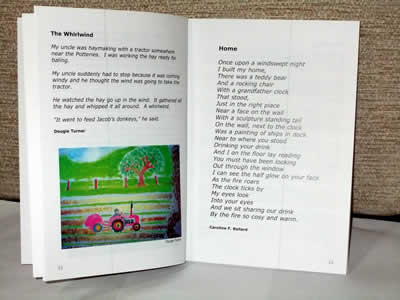 The Whirlwind
My uncle was haymaking with a tractor somewhere
near the Potteries. I was working the hay ready by
baling.
My uncle suddenly had to stop because it was coming
windy and he thought the wind was going to take the
tractor.
He watched the hay go up in the wind. It gathered all
the hay and whipped it all around. A whirlwind.
"It went to feed Jacob's donkeys," he said.
Dougie Turner
Home
Once upon a windswept night
I built my home,
There was a teddy bear
And a rocking chair
With a grandfather clock
That stood,
Just in the right place
Near a face on the wall
With a sculpture standing tall
On the wall, next to the clock
Was a painting of ships in dock
Near to where you stood
Drinking your drink
And I on the floor lay reading
You must have been looking
Out through the window
I can see the half glow on your face
As the fire roars
The clock ticks by
My eyes look
Into your eyes
And we sit sharing our drink
By the fire so cosy and warm.
Caroline F. Bullard